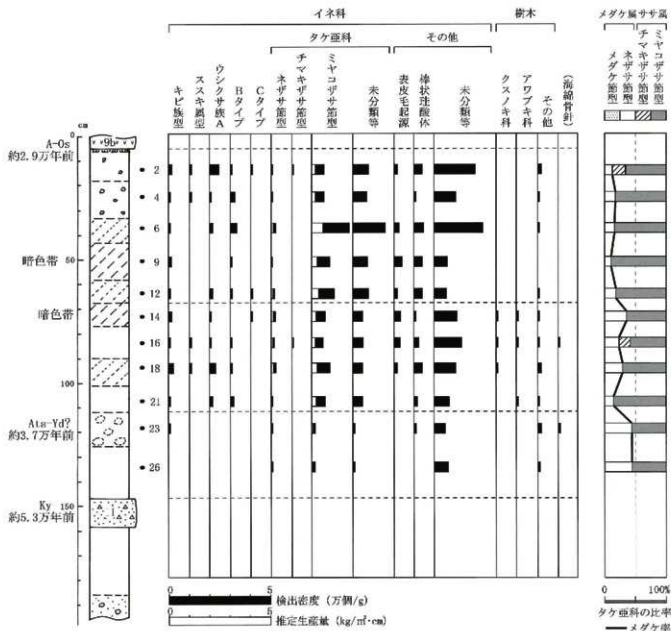 イネ科
樹木
タケ亜科
その他
メダケ属 ササ属
キビ族型
ススキ属型
ウシクサ族A
Bタイプ
Cタイプ
ネザサ節型
チマキザサ節型
ミヤコザサ節型
未分類等
表皮毛起源
棒状珪酸体
未分類等
クスノキ科
アワブキ科
その他
(海綿骨針)
メダケ節型
ネザサ節型
チマキザサ節型
ミヤコザサ節型
cm
0
A-Os
約2.9万年前
9b
2
4
6
暗色帯
50
9
12
暗色帯
14
16
18
100
21
Ats-Yd?
約3.7万年前
23
26
Ky
約5.3万年前
150
0 5
検出密度 (万個/g)
0 5
推定生産量 (kg/㎡・cm)
0 100%
タケ亜科の比率
メダケ率